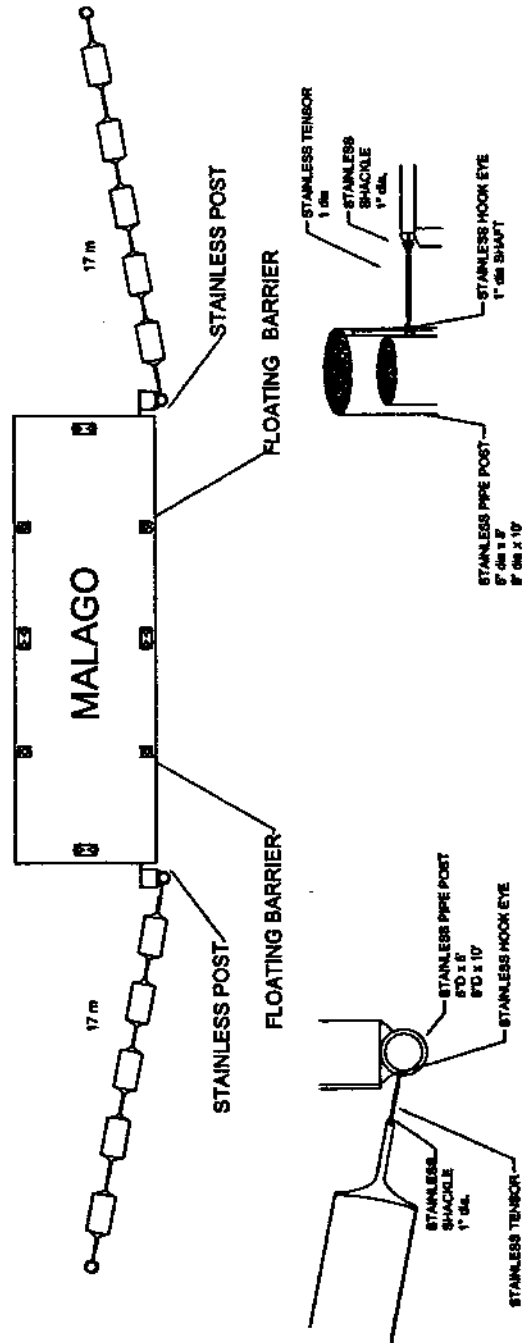 17 m
17 m
MALAGO
STAINLESS POST
STAINLESS POST
FLOATING BARRIER
FLOATING BARRIER
STAINLESS PIPE POST
STAINLESS HOOK EYE
STAINLESS
SHACKLE
1" dia.
STAINLESS TENSOR
STAINLESS TENSOR
1 dia
STAINLESS
SHACKLE
1" dia.
STAINLESS HOOK EYE
1" dia SHAFT
STAINLESS PIPE POST